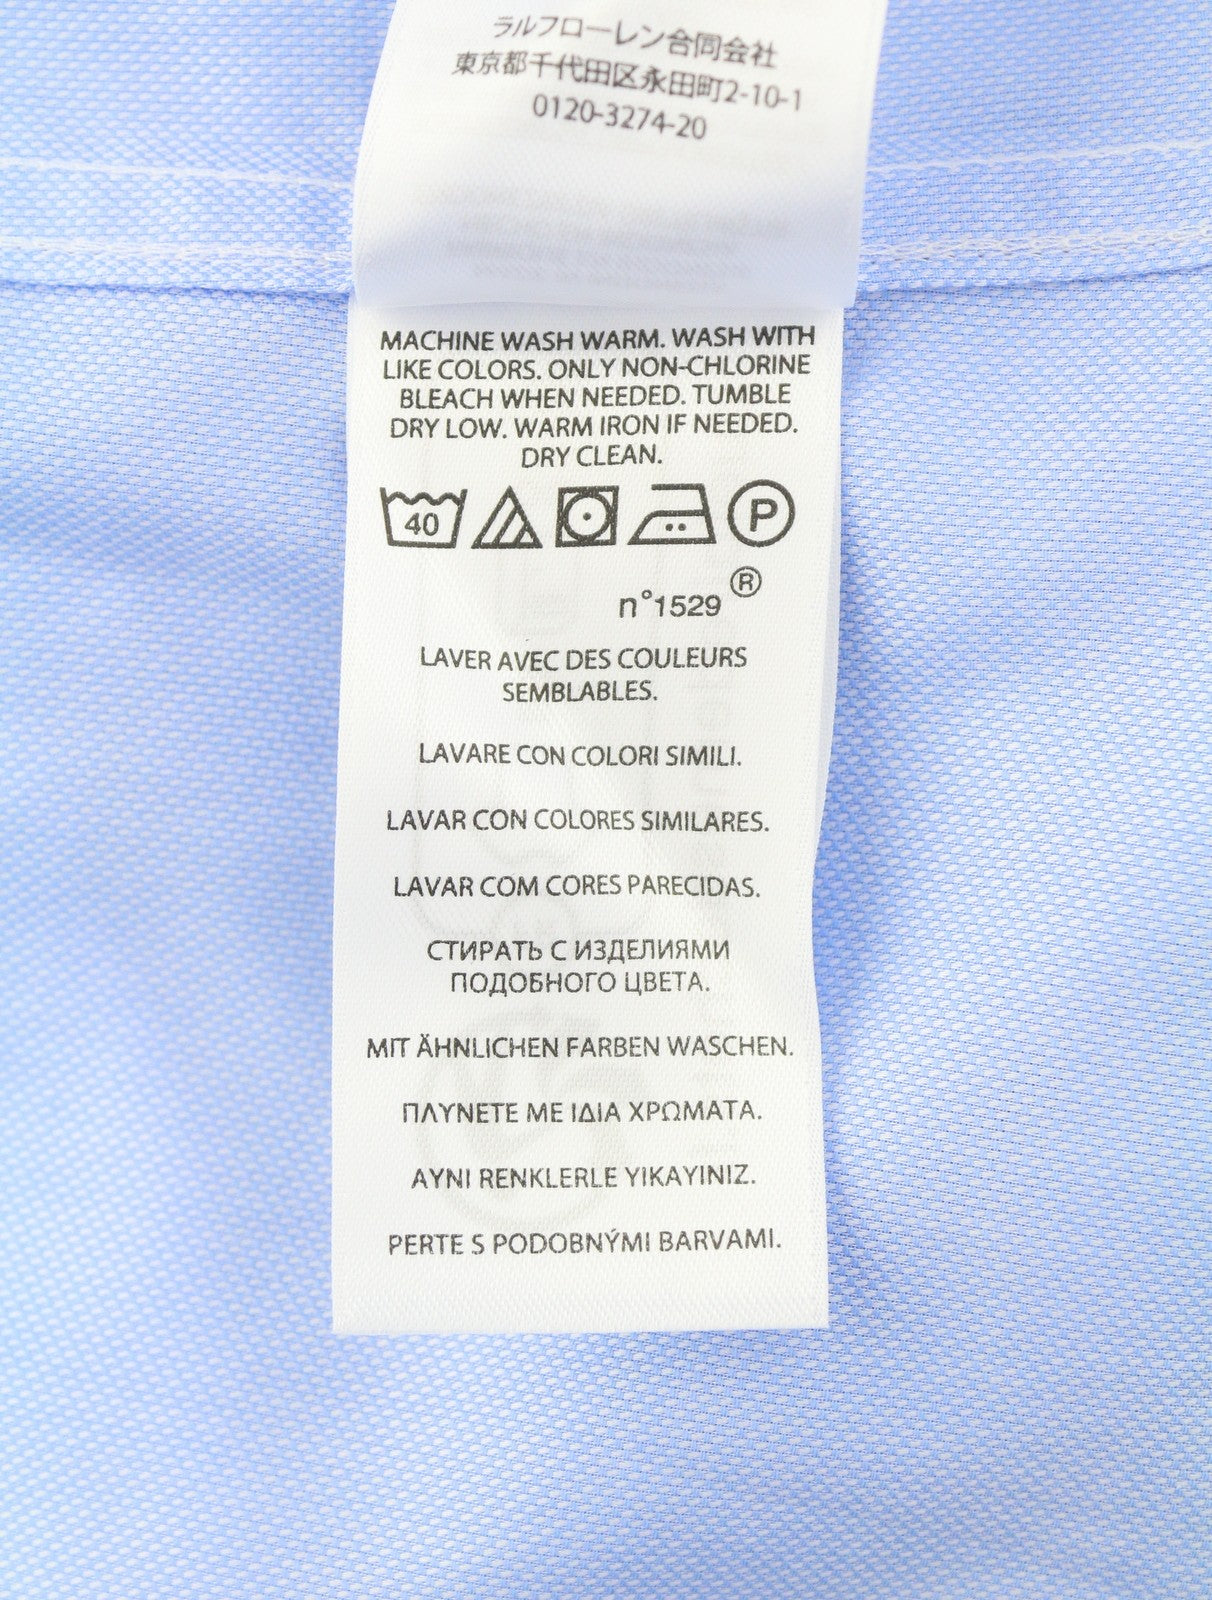 ラルフローレン合同会社
東京都千代田区永田町2-10-1
0120-3274-20
MACHINE WASH WARM. WASH WITH
LIKE COLORS. ONLY NON-CHLORINE
BLEACH WHEN NEEDED. TUMBLE
DRY LOW. WARM IRON IF NEEDED.
DRY CLEAN.
40 P
n°1529 ®
LAVER AVEC DES COULEURS
SEMBLABLES.
LAVARE CON COLORI SIMILI.
LAVAR CON COLORES SIMILARES.
LAVAR COM CORES PARECIDAS.
СТИРАТЬ С ИЗДЕЛИЯМИ
ПОДОБНОГО ЦВЕТА.
MIT ÄHNLICHEN FARBEN WASCHEN.
ΠΛΥΝΕΤΕ ΜΕ ΙΔΙΑ ΧΡΩΜΑΤΑ.
AYNI RENKLERLE YIKAYINIZ.
PERTE S PODOBNÝMI BARVAMI.